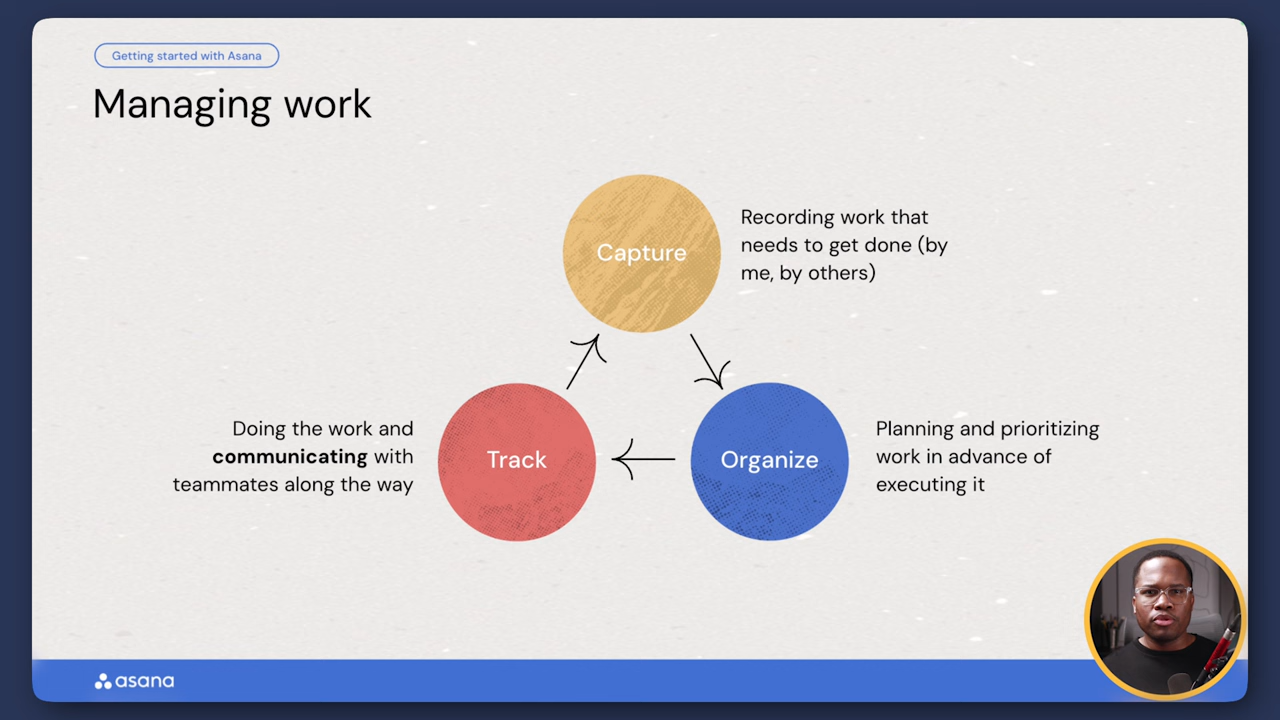 Getting started with Asana
Managing work
Capture
Recording work that
needs to get done (by
me, by others)
Track
Doing the work and
communicating with
teammates along the way
Organize
Planning and prioritizing
work in advance of
executing it
asana